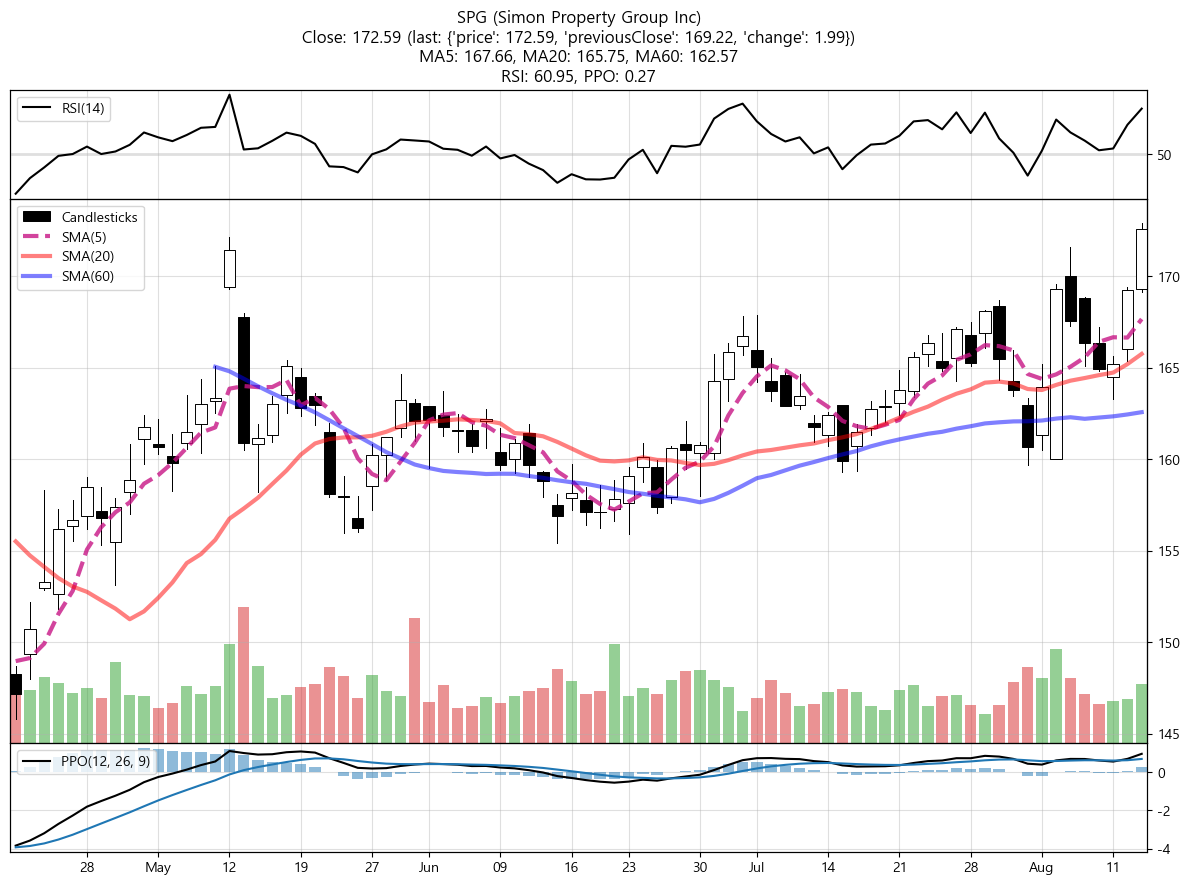 SPG (Simon Property Group Inc)
Close: 172.59 (last: {'price': 172.59, 'previousClose': 169.22, 'change': 1.99})
MA5: 167.66, MA20: 165.75, MA60: 162.57
RSI: 60.95, PPO: 0.27
RSI(14)
50
Candlesticks
SMA(5)
SMA(20)
SMA(60)
170
165
160
155
150
145
PPO(12, 26, 9)
0
-2
-4
28 May 12 19 27 Jun 09 16 23 30 Jul 14 21 28 Aug 11